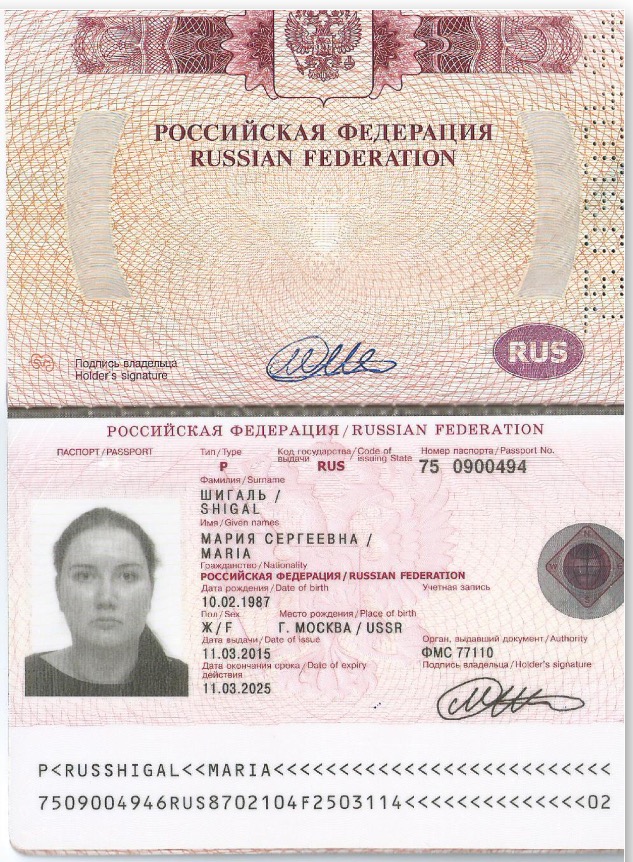 РОССИЙСКАЯ ФЕДЕРАЦИЯ
RUSSIAN FEDERATION
RUS
Подпись владельца
Holder's signature
РОССИЙСКАЯ ФЕДЕРАЦИЯ / RUSSIAN FEDERATION
ПАСПОРТ / PASSPORT
Тип / Type
P
Код государства / Code of
выдачи issuing State
RUS
Номер паспорта / Passport No.
75 0900494
Фамилия / Surname
ШИГАЛЬ /
SHIGAL
Имя / Given names
МАРИЯ СЕРГЕЕВНА /
MARIA
Гражданство / Nationality
РОССИЙСКАЯ ФЕДЕРАЦИЯ / RUSSIAN FEDERATION
Дата рождения / Date of birth
Учетная запись
10.02.1987
Пол / Sex
Место рождения / Place of birth
Ж / F
Г. МОСКВА / USSR
Дата выдачи / Date of issue
Орган, выдавший документ / Authority
11.03.2015
ФМС 77110
Дата окончания срока / Date of expiry
действия
Подпись владельца / Holder's signature
11.03.2025
P<RUSSHIGAL<<MARIA<<<<<<<<<<<<<<<<<<<<<<<<<<
7509004946RUS8702104F2503114<<<<<<<<<<<<<<02